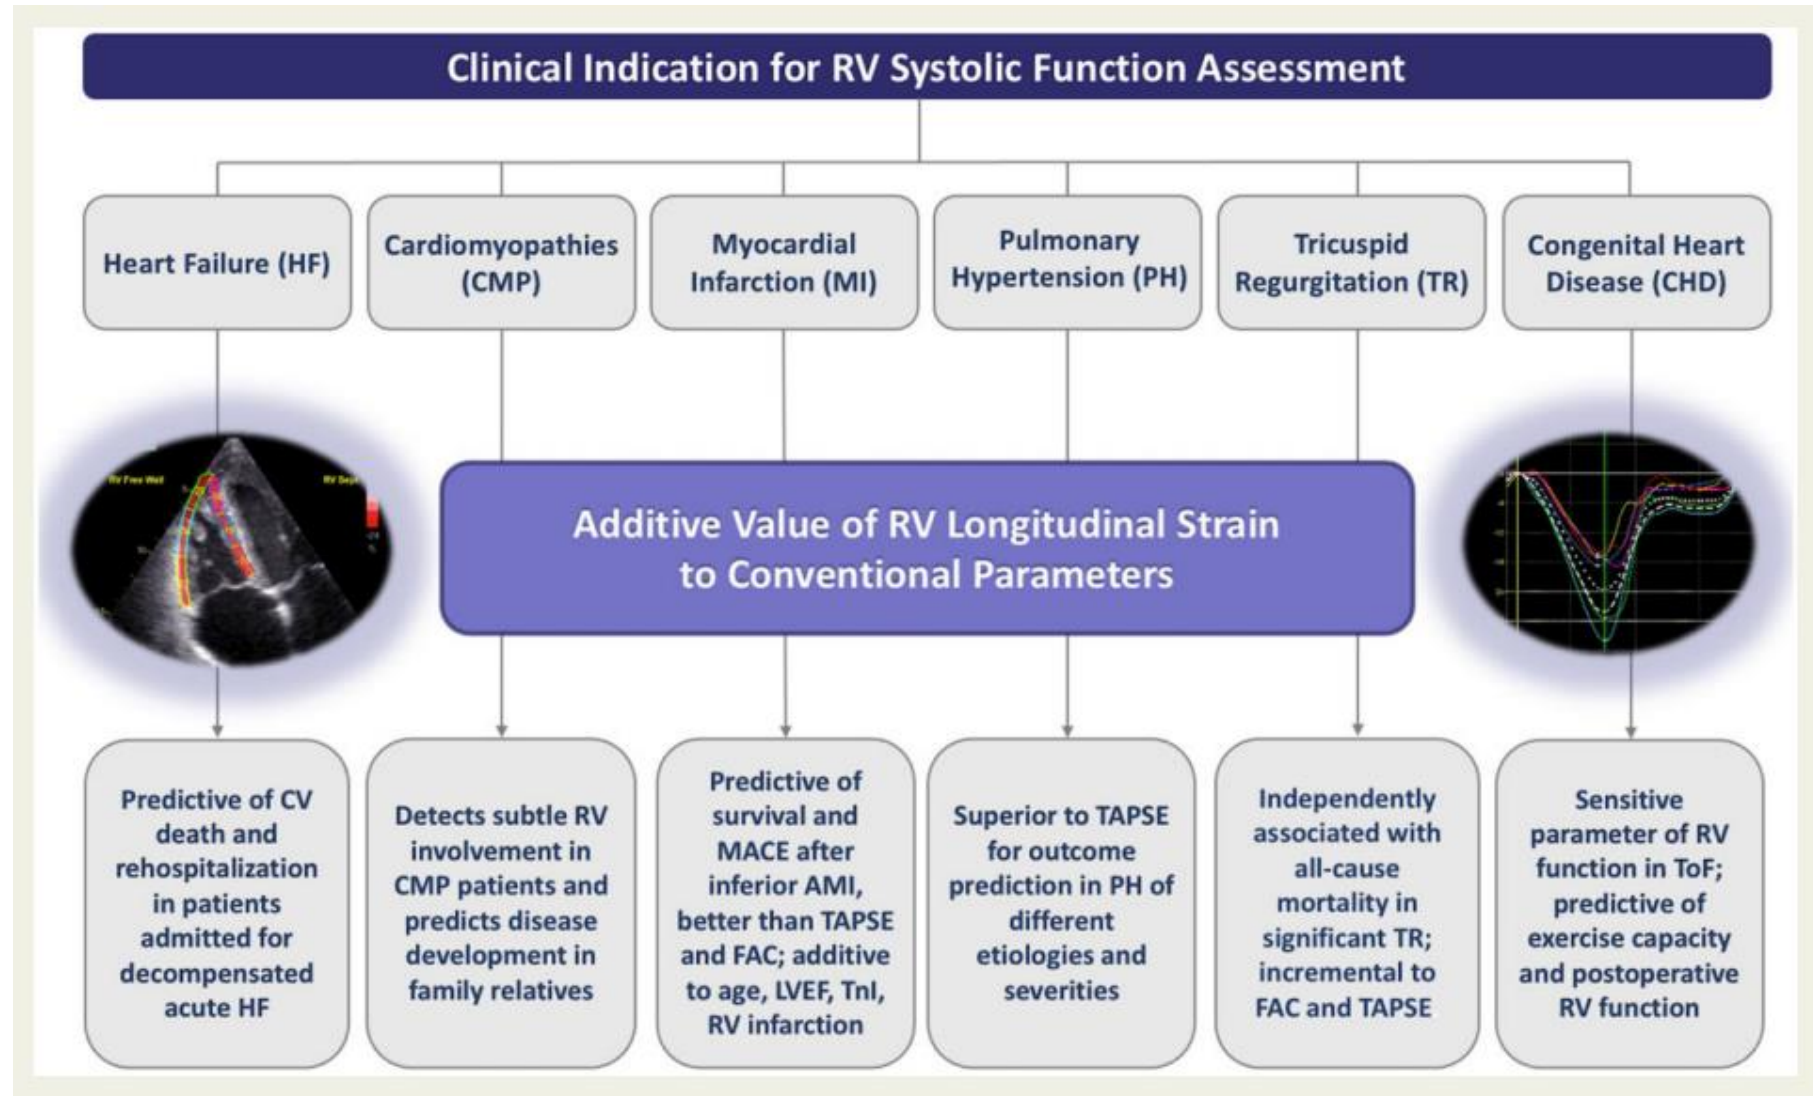 Clinical Indication for RV Systolic Function Assessment
Heart Failure (HF)
Cardiomyopathies
(CMP)
Myocardial
Infarction (MI)
Pulmonary
Hypertension (PH)
Tricuspid
Regurgitation (TR)
Congenital Heart
Disease (CHD)
RV Free Wall
RV Sept
Additive Value of RV Longitudinal Strain
to Conventional Parameters
Predictive of CV
death and
rehospitalization
in patients
admitted for
decompensated
acute HF
Detects subtle RV
involvement in
CMP patients and
predicts disease
development in
family relatives
Predictive of
survival and
MACE after
inferior AMI,
better than TAPSE
and FAC; additive
to age, LVEF, TnI,
RV infarction
Superior to TAPSE
for outcome
prediction in PH of
different
etiologies and
severities
Independently
associated with
all-cause
mortality in
significant TR;
incremental to
FAC and TAPSE
Sensitive
parameter of RV
function in ToF;
predictive of
exercise capacity
and postoperative
RV function